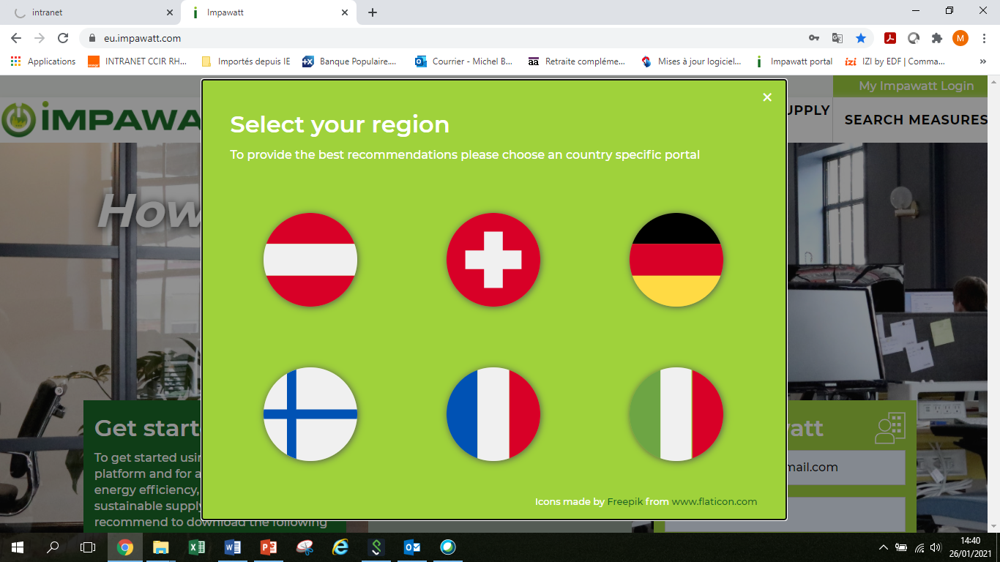 intranet
Impawatt
eu.impawatt.com
M
Applications
INTRANET CCIR RH...
Importés depuis IE
Banque Populaire....
Courrier - Michel B...
Retraite compléme...
Mises à jour logiciel...
Impawatt portal
IZI by EDF | Comma...
»
My Impawatt Login
iMPAWA
UPPLY
SEARCH MEASURES
Select your region
To provide the best recommendations please choose an country specific portal
How
Get start
To get started usin
platform and for a
energy efficiency,
sustainable supply
recommend to download the following
att
mail.com
Icons made by Freepik from www.flaticon.com
14:40
26/01/2021